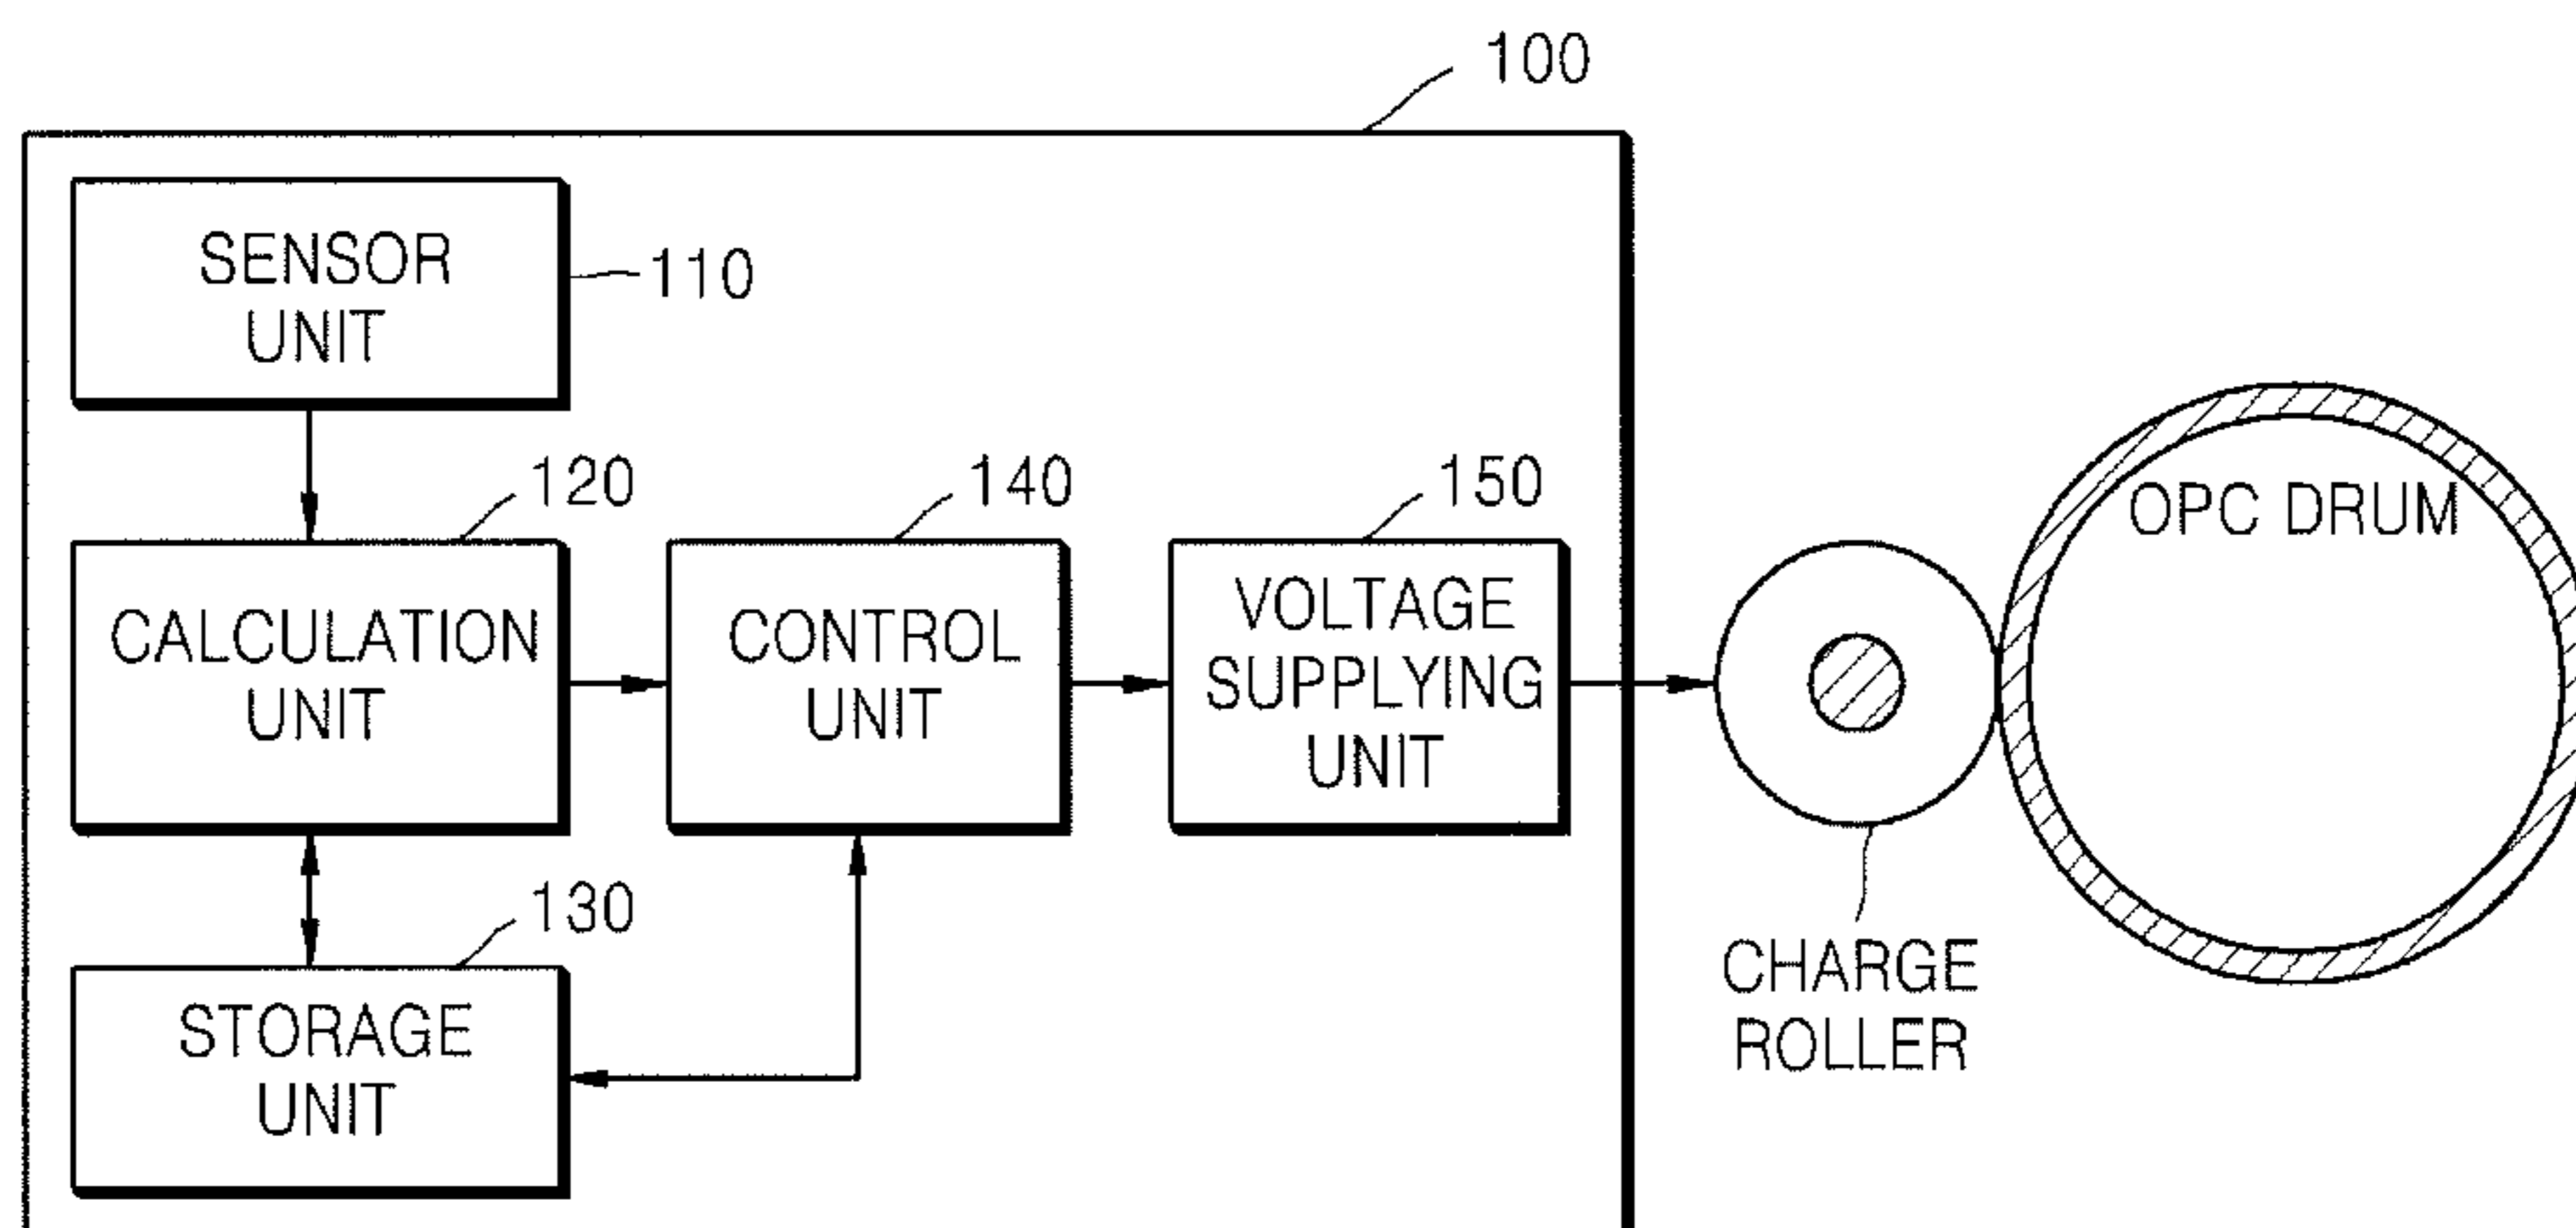 100
SENSOR
UNIT
110
120
140
150
OPC DRUM
CALCULATION
UNIT
CONTROL
UNIT
VOLTAGE
SUPPLYING
UNIT
130
STORAGE
UNIT
CHARGE
ROLLER